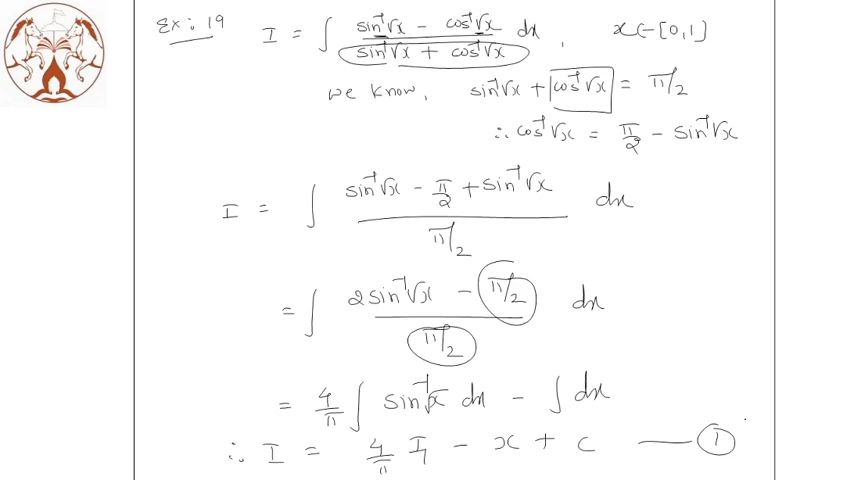 Ex: 19 I = ∫ (sin⁻¹√x − cos⁻¹√x) / (sin⁻¹√x + cos⁻¹√x) dx, x ∈ [0,1]
we know, sin⁻¹√x + cos⁻¹√x = π/2
∴ cos⁻¹√x = π/2 − sin⁻¹√x
I = ∫ (sin⁻¹√x − π/2 + sin⁻¹√x) / (π/2) dx
= ∫ (2sin⁻¹√x − π/2) / (π/2) dx
= 4/π ∫ sin⁻¹√x dx − ∫ dx
∴ I = 4/π I₁ − x + c — ①